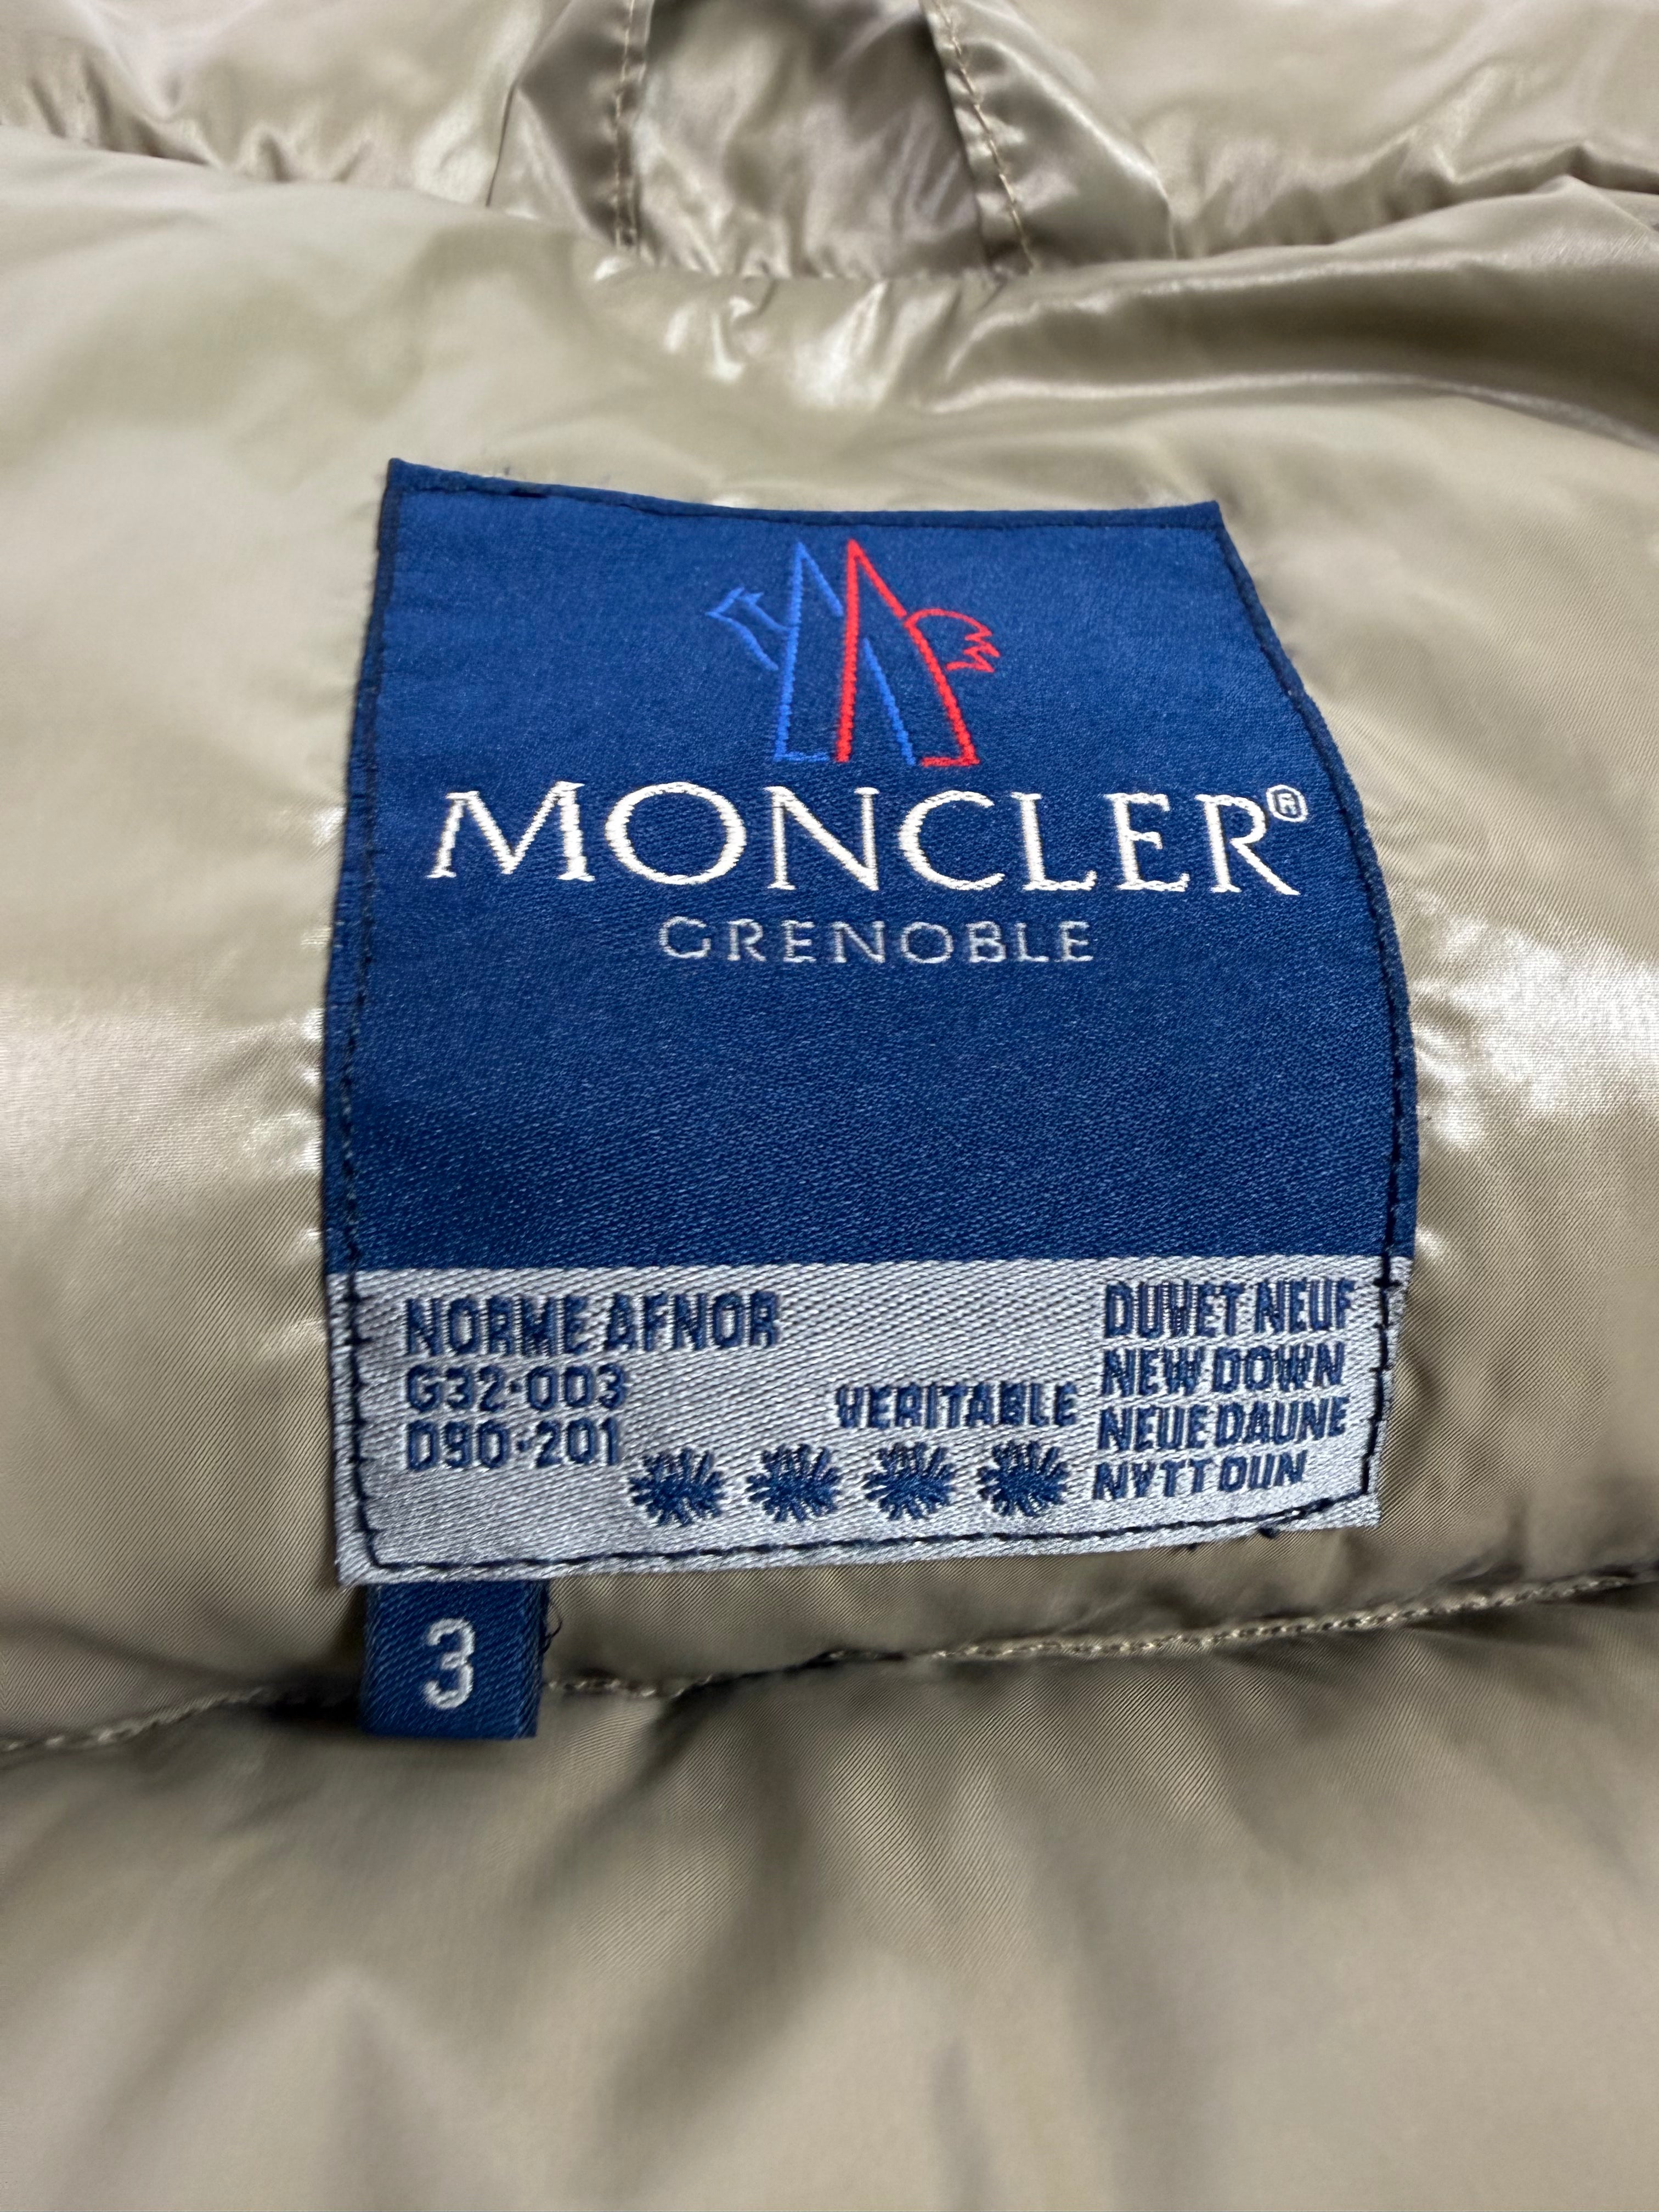 MONCLER®
GRENOBLE
NORME AFNOR
G32-003
D90-201
VERITABLE
DUVET NEUF
NEW DOWN
NEUE DAUNE
NYTT DUN
3